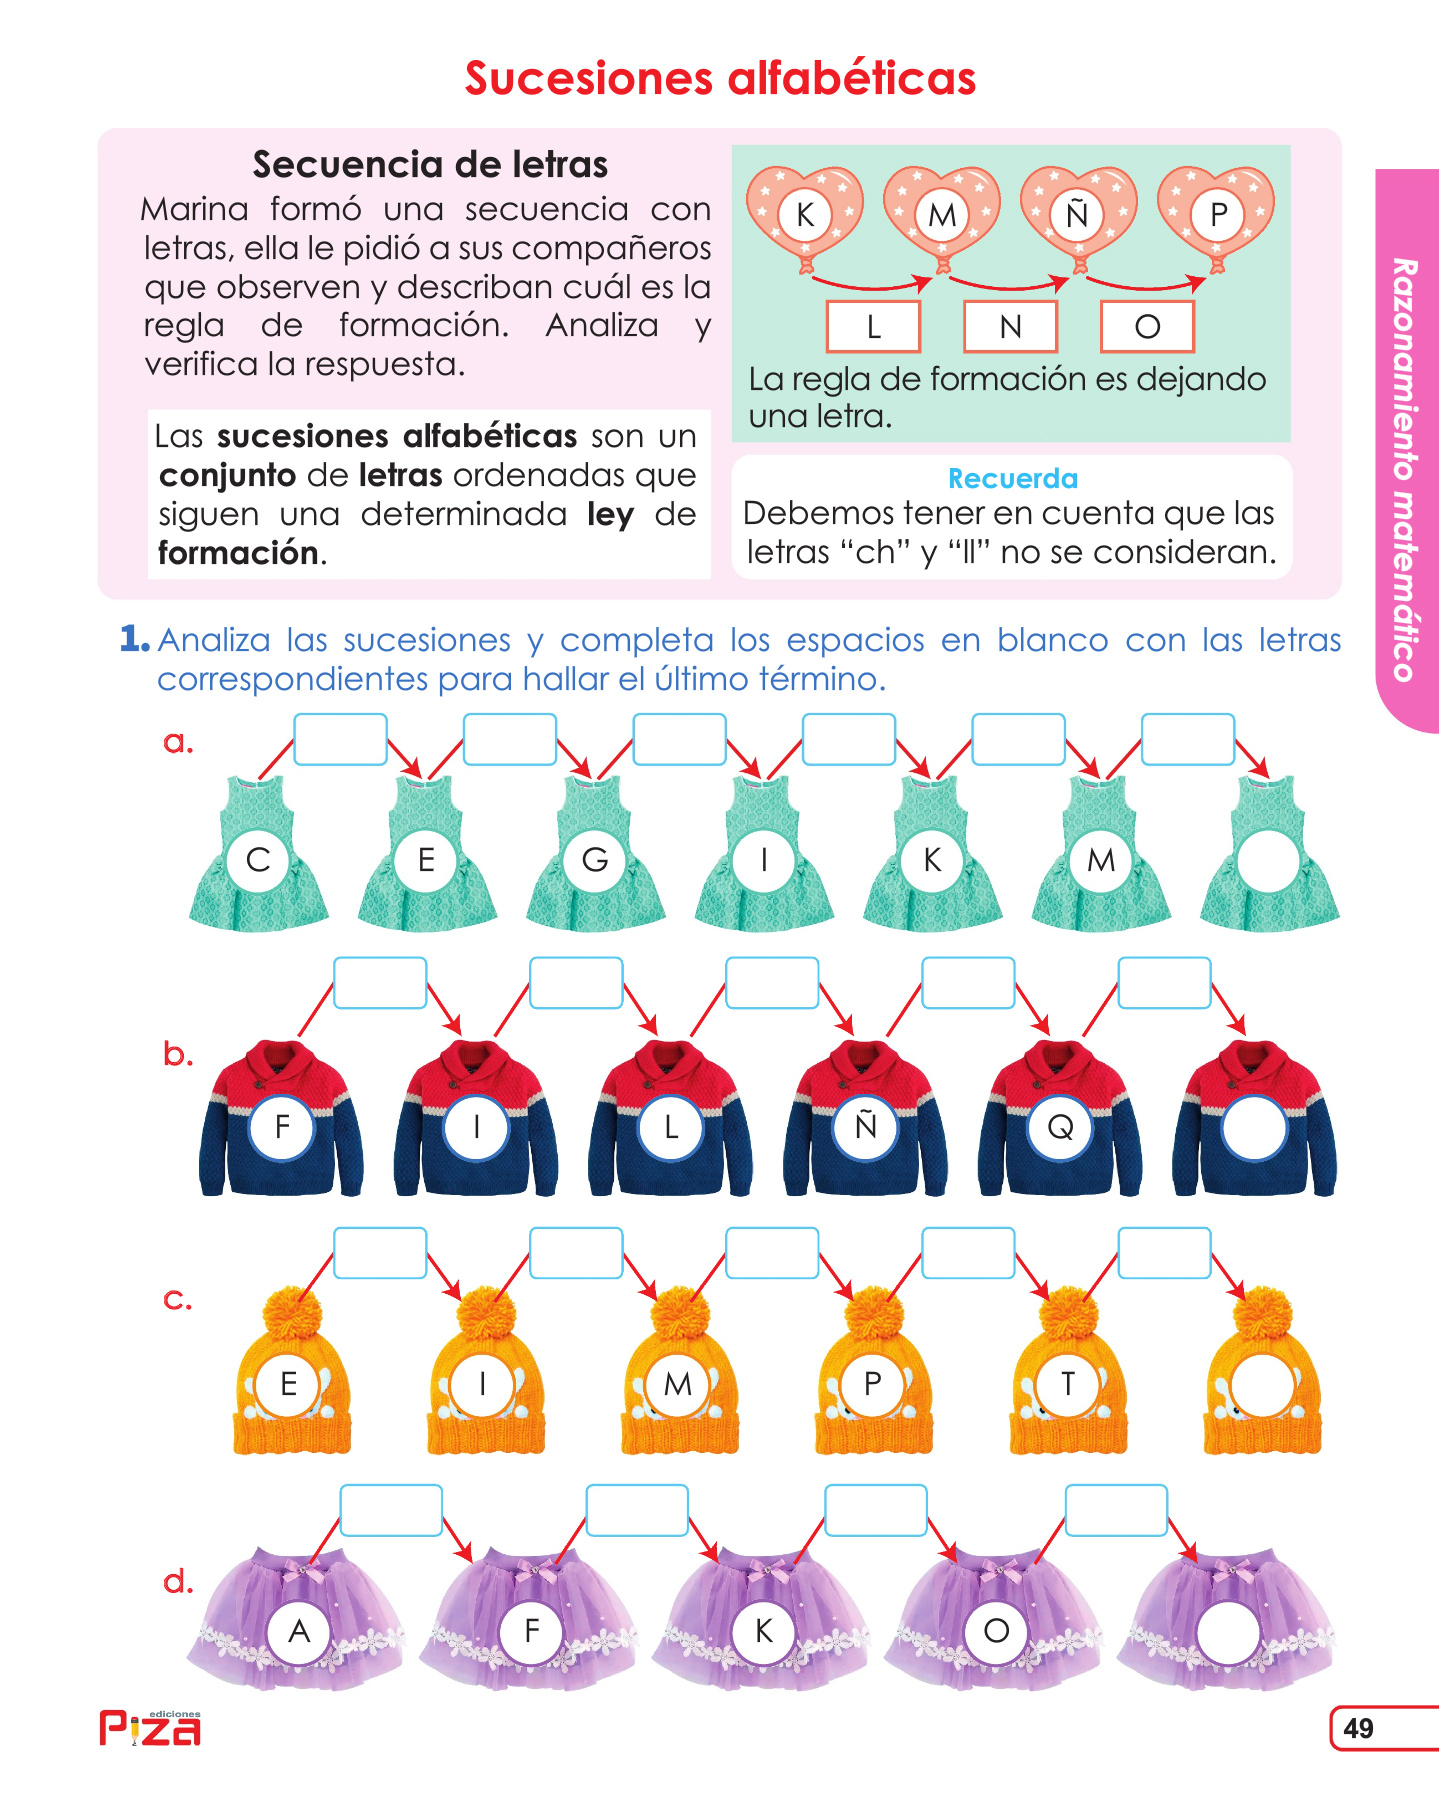 Sucesiones alfabéticas
Secuencia de letras
Marina formó una secuencia con
letras, ella le pidió a sus compañeros
que observen y describan cuál es la
regla de formación. Analiza y
verifica la respuesta.
Las sucesiones alfabéticas son un
conjunto de letras ordenadas que
siguen una determinada ley de
formación.
K M Ñ P
L N O
La regla de formación es dejando
una letra.
Recuerda
Debemos tener en cuenta que las
letras “ch” y “ll” no se consideran.
Razonamiento matemático
1. Analiza las sucesiones y completa los espacios en blanco con las letras
correspondientes para hallar el último término.
a.
C E G I K M
b.
F I L Ñ Q
c.
E I M P T
d.
A F K O
ediciones
Piza
49